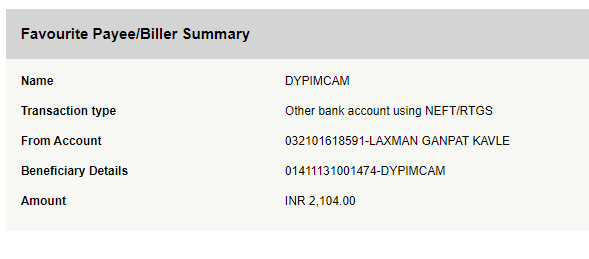 Favourite Payee/Biller Summary
Name DYPIMCAM
Transaction type Other bank account using NEFT/RTGS
From Account 032101618591-LAXMAN GANPAT KAVLE
Beneficiary Details 01411131001474-DYPIMCAM
Amount INR 2,104.00